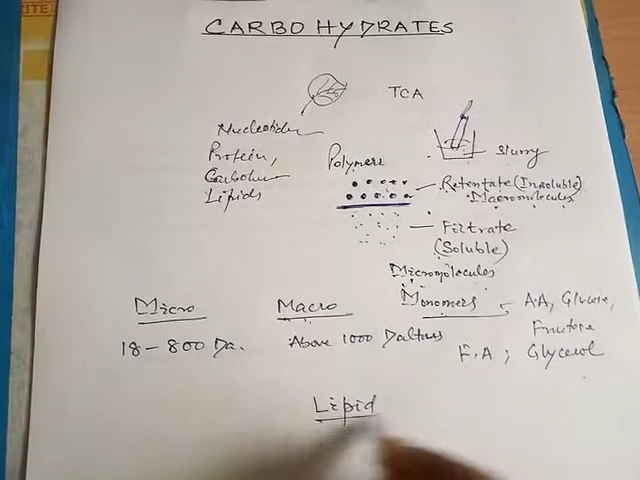 CARBOHYDRATES
TCA
Nucleotides
Protein,
Carbohy
Lipids
Polymers
Slurry
Retentate (Insoluble)
Macromolecules
Filtrate
(Soluble)
Micromolecules
Monomers
AA, Glucose,
Fructose
F.A ; Glycerol
Micro
18 - 800 Da.
Macro
Above 1000 Daltons
Lipid